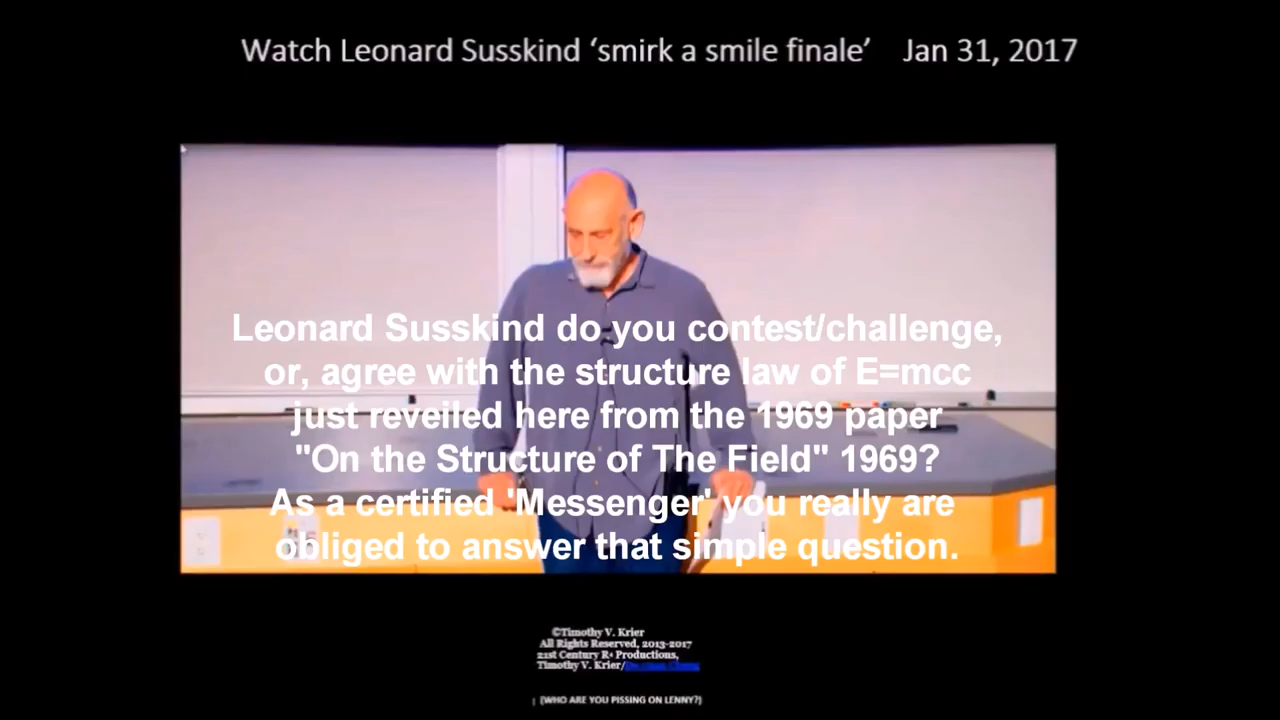 Watch Leonard Susskind ‘smirk a smile finale’ Jan 31, 2017
Leonard Susskind do you contest/challenge,
or, agree with the structure law of E=mcc
just reveiled here from the 1969 paper
"On the Structure of The Field" 1969?
As a certified 'Messenger' you really are
obliged to answer that simple question.
©Timothy V. Krier
All Rights Reserved, 2013-2017
21st Century R+ Productions,
Timothy V. Krier/
(WHO ARE YOU PISSING ON LENNY?)